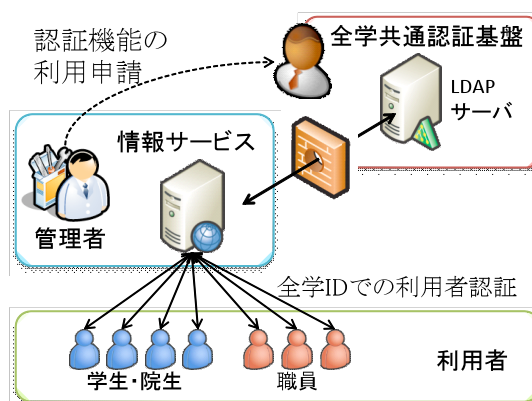 認証機能の
利用申請
全学共通認証基盤
LDAP
サーバ
情報サービス
管理者
全学IDでの利用者認証
学生・院生
職員
利用者